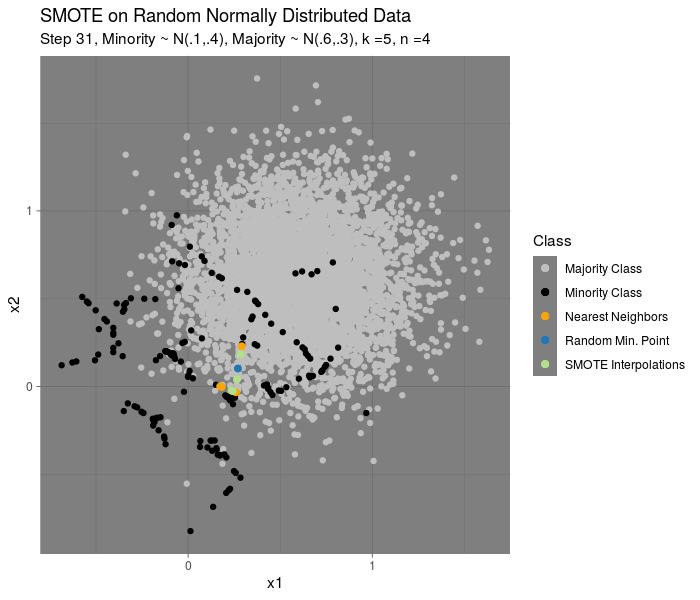 SMOTE on Random Normally Distributed Data
Step 31, Minority ~ N(.1,.4), Majority ~ N(.6,.3), k =5, n =4
1
0
x2
0 1
x1
Class
Majority Class
Minority Class
Nearest Neighbors
Random Min. Point
SMOTE Interpolations